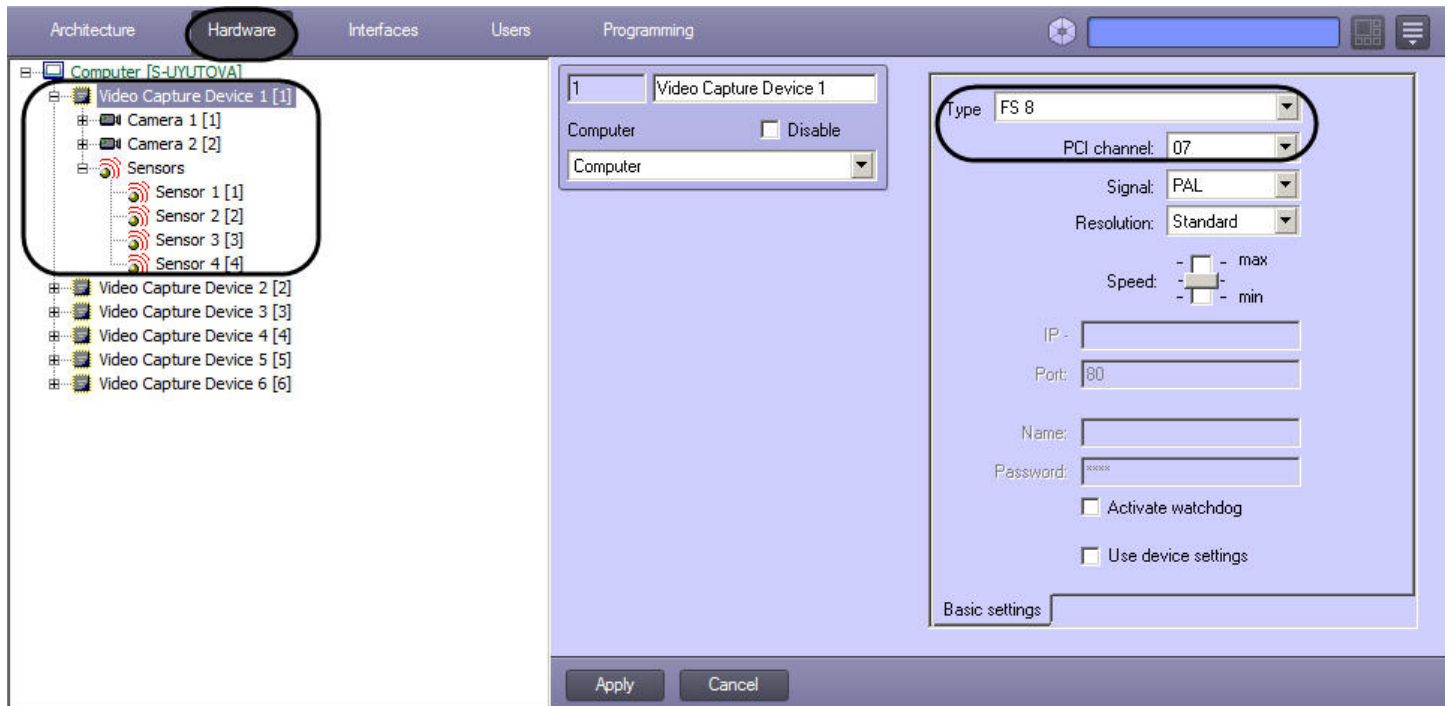 Architecture Hardware Interfaces Users Programming
Computer [S-UYUTOVA]
Video Capture Device 1 [1]
Camera 1 [1]
Camera 2 [2]
Sensors
Sensor 1 [1]
Sensor 2 [2]
Sensor 3 [3]
Sensor 4 [4]
Video Capture Device 2 [2]
Video Capture Device 3 [3]
Video Capture Device 4 [4]
Video Capture Device 5 [5]
Video Capture Device 6 [6]
1 Video Capture Device 1
Computer Disable
Computer
Type FS 8
PCI channel: 07
Signal: PAL
Resolution: Standard
max
Speed:
min
IP -
Port: 80
Name:
Password: ****
Activate watchdog
Use device settings
Basic settings
Apply Cancel